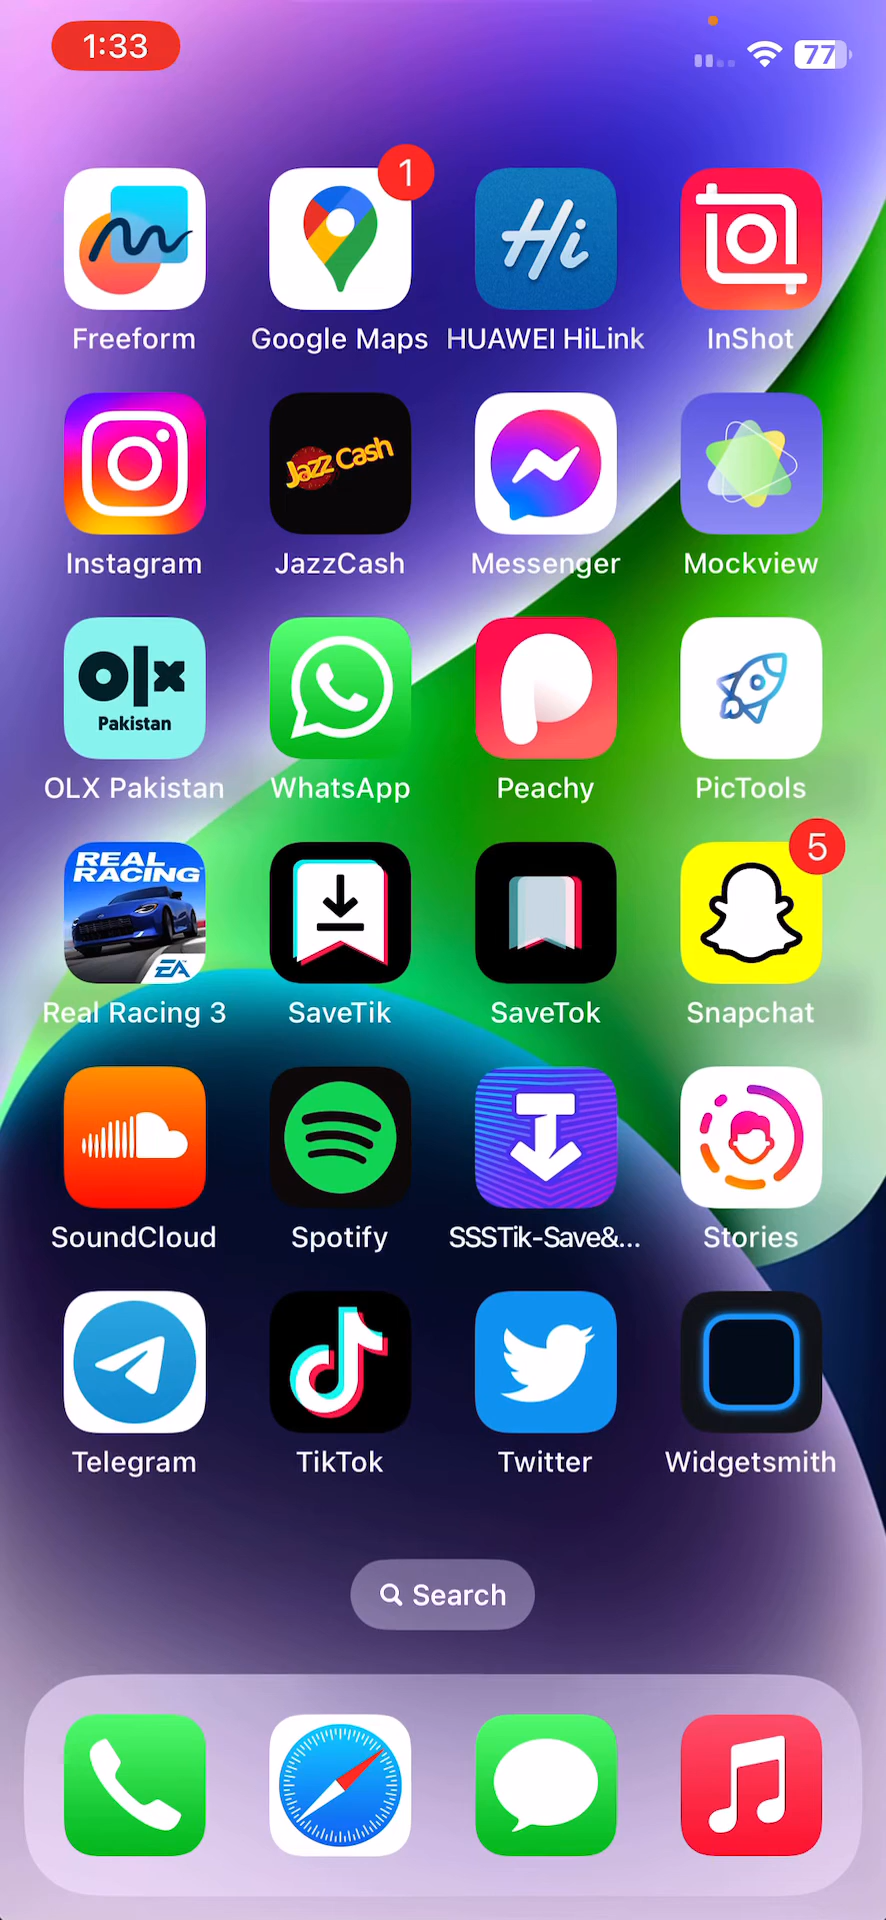 1:33
77
1
Hi
Freeform
Google Maps
HUAWEI HiLink
InShot
Jazz Cash
Instagram
JazzCash
Messenger
Mockview
olx
Pakistan
OLX Pakistan
WhatsApp
Peachy
PicTools
REAL
RACING
EA
5
Real Racing 3
SaveTik
SaveTok
Snapchat
SoundCloud
Spotify
SSSTik-Save&...
Stories
Telegram
TikTok
Twitter
Widgetsmith
Search